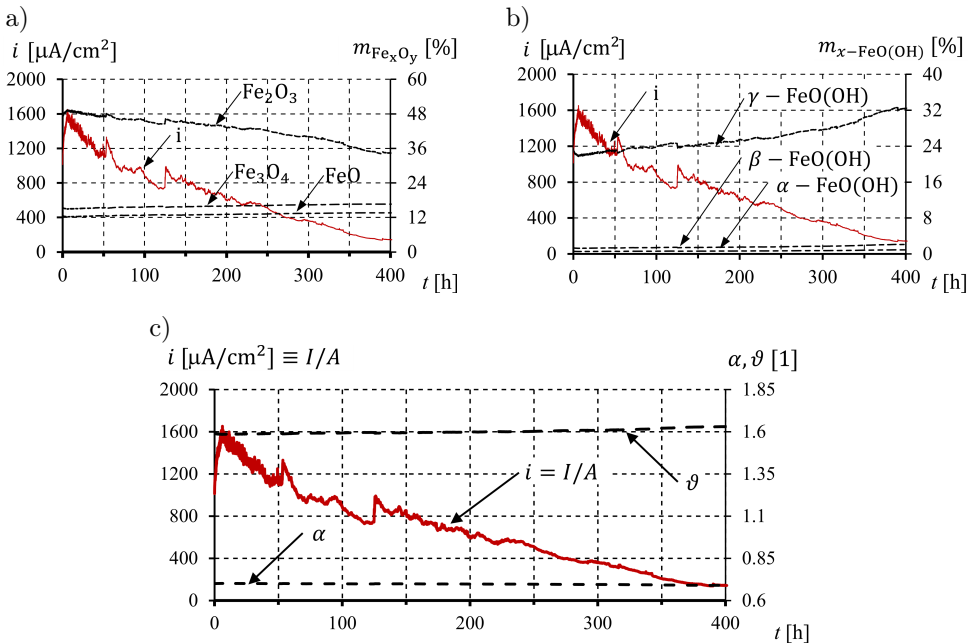 a)
i [μA/cm²] m_FexOy [%]
2000 60
1600 48
1200 36
800 24
400 12
0 0
0 100 200 300 400
t [h]
Fe₂O₃
i
Fe₃O₄ FeO
b)
i [μA/cm²] m_x−FeO(OH) [%]
2000 40
1600 32
1200 24
800 16
400 8
0 0
0 100 200 300 400
t [h]
i
γ − FeO(OH)
β − FeO(OH)
α − FeO(OH)
c)
i [μA/cm²] ≡ I/A α, ϑ [1]
2000 1.85
1600 1.6
1200 1.35
800 1.1
400 0.85
0 0.6
0 100 200 300 400
t [h]
i = I/A
ϑ
α